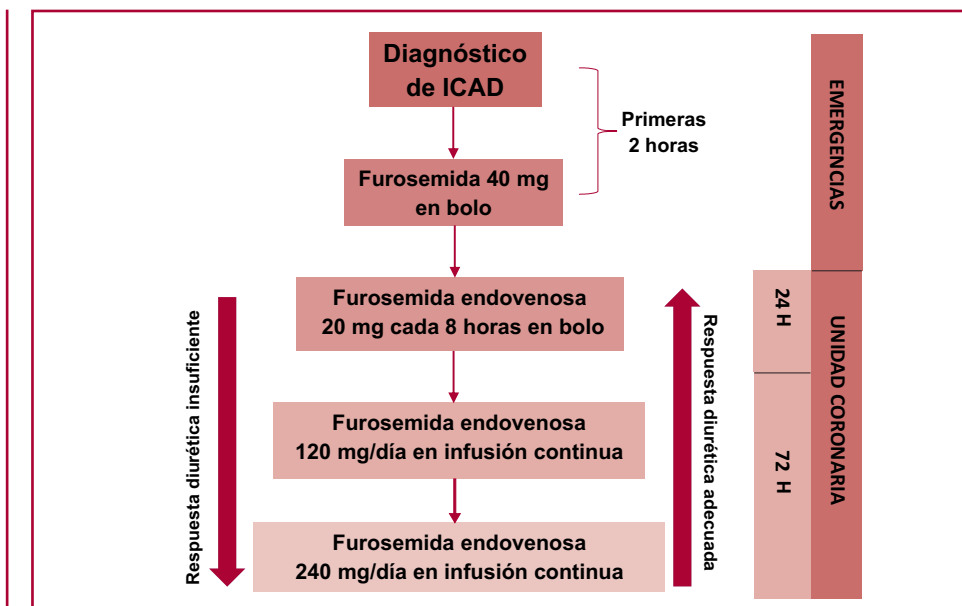 Diagnóstico
de ICAD
Primeras
2 horas
Furosemida 40 mg
en bolo
EMERGENCIAS
Furosemida endovenosa
20 mg cada 8 horas en bolo
Furosemida endovenosa
120 mg/día en infusión continua
Furosemida endovenosa
240 mg/día en infusión continua
Respuesta diurética insuficiente
Respuesta diurética adecuada
24 H
72 H
UNIDAD CORONARIA